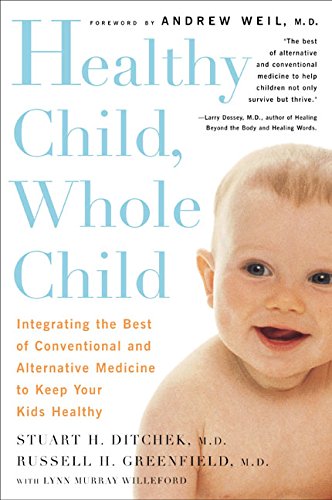 FOREWORD BY ANDREW WEIL, M.D.
Healthy
Child,
Whole
Child
"The best
of alternative
and conventional
medicine to help
children not only
survive but thrive."
—Larry Dossey, M.D., author of Healing
Beyond the Body and Healing Words.
Integrating the Best
of Conventional and
Alternative Medicine
to Keep Your
Kids Healthy
STUART H. DITCHEK, M.D.
RUSSELL H. GREENFIELD, M.D.
WITH LYNN MURRAY WILLEFORD